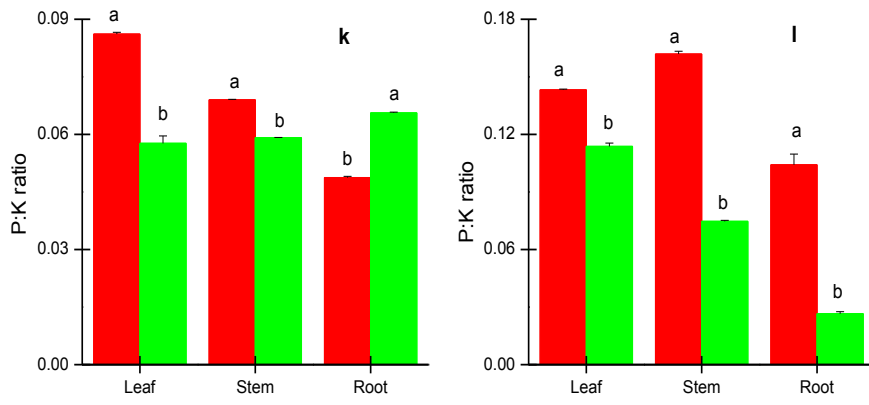 0.09
0.06
0.03
0.00
P:K ratio
k
a
b
a
b
b
a
Leaf
Stem
Root
0.18
0.12
0.06
0.00
P:K ratio
l
a
b
a
b
a
b
Leaf
Stem
Root